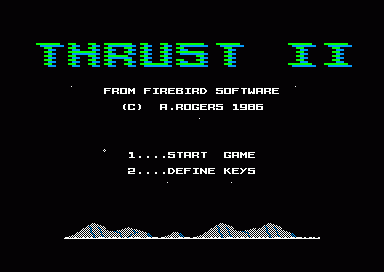 THRUST II
FROM FIREBIRD SOFTWARE
(C) A.ROGERS 1986
1....START GAME
2....DEFINE KEYS